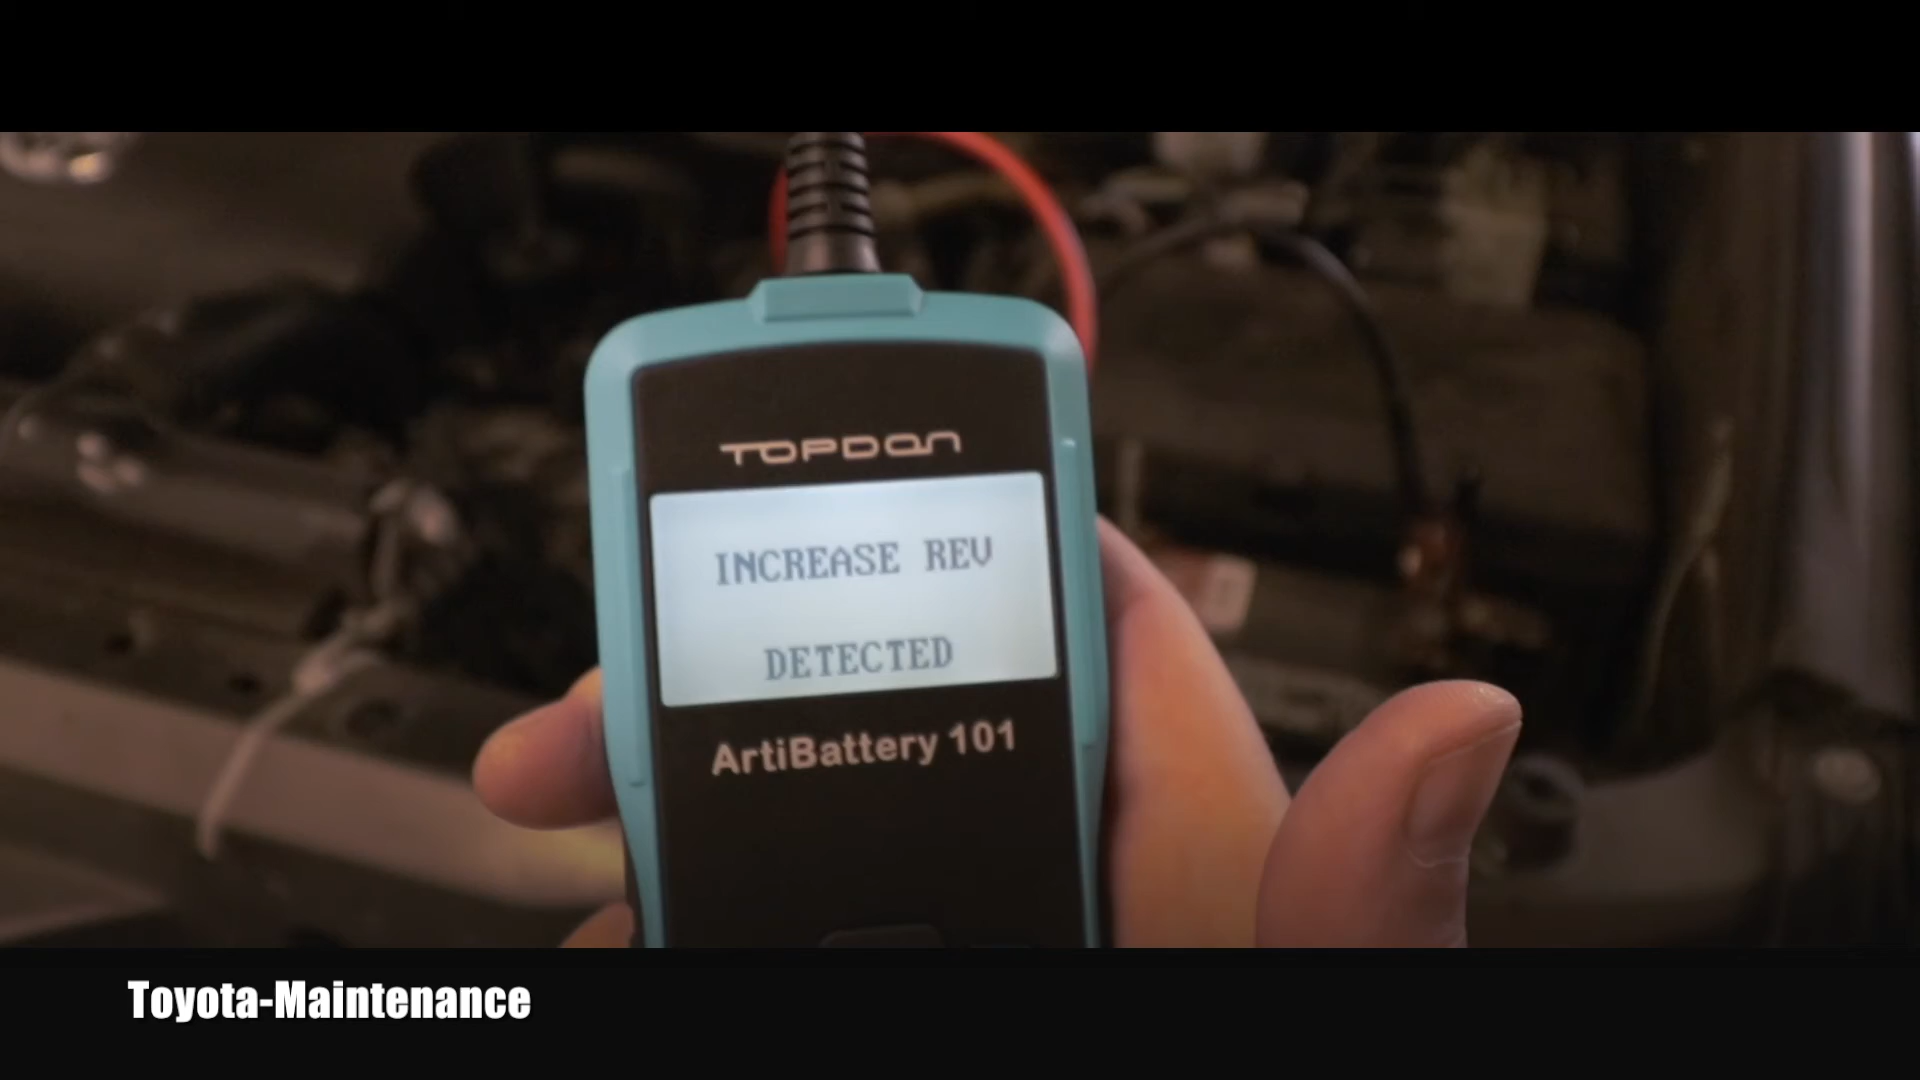 TOPDON
INCREASE REV
DETECTED
ArtiBattery 101
Toyota-Maintenance